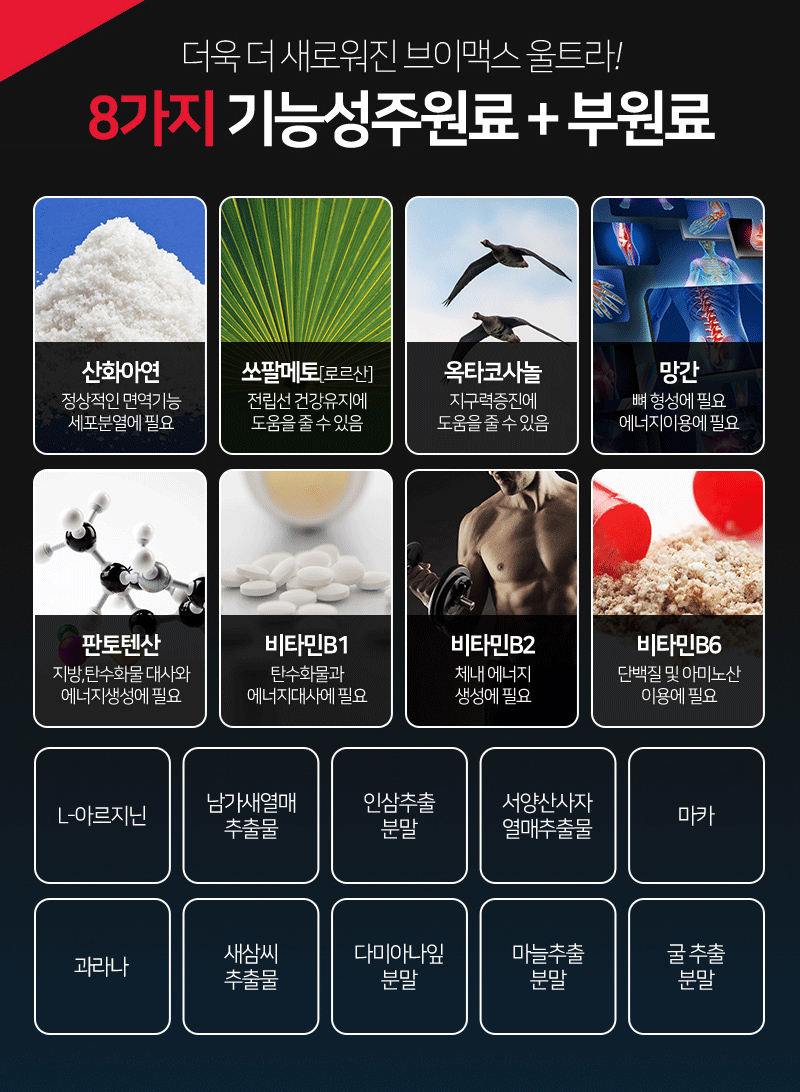 더욱 더 새로워진 브이맥스 울트라!
8가지 기능성주원료 + 부원료
산화아연
정상적인 면역기능
세포분열에 필요
쏘팔메토[로르산]
전립선 건강유지에
도움을 줄 수 있음
옥타코사놀
지구력증진에
도움을 줄 수 있음
망간
뼈 형성에 필요
에너지이용에 필요
판토텐산
지방,탄수화물 대사와
에너지생성에 필요
비타민B1
탄수화물과
에너지대사에 필요
비타민B2
체내 에너지
생성에 필요
비타민B6
단백질 및 아미노산
이용에 필요
L-아르지닌
남가새열매
추출물
인삼추출
분말
서양산사자
열매추출물
마카
과라나
새삼씨
추출물
다미아나잎
분말
마늘추출
분말
굴 추출
분말